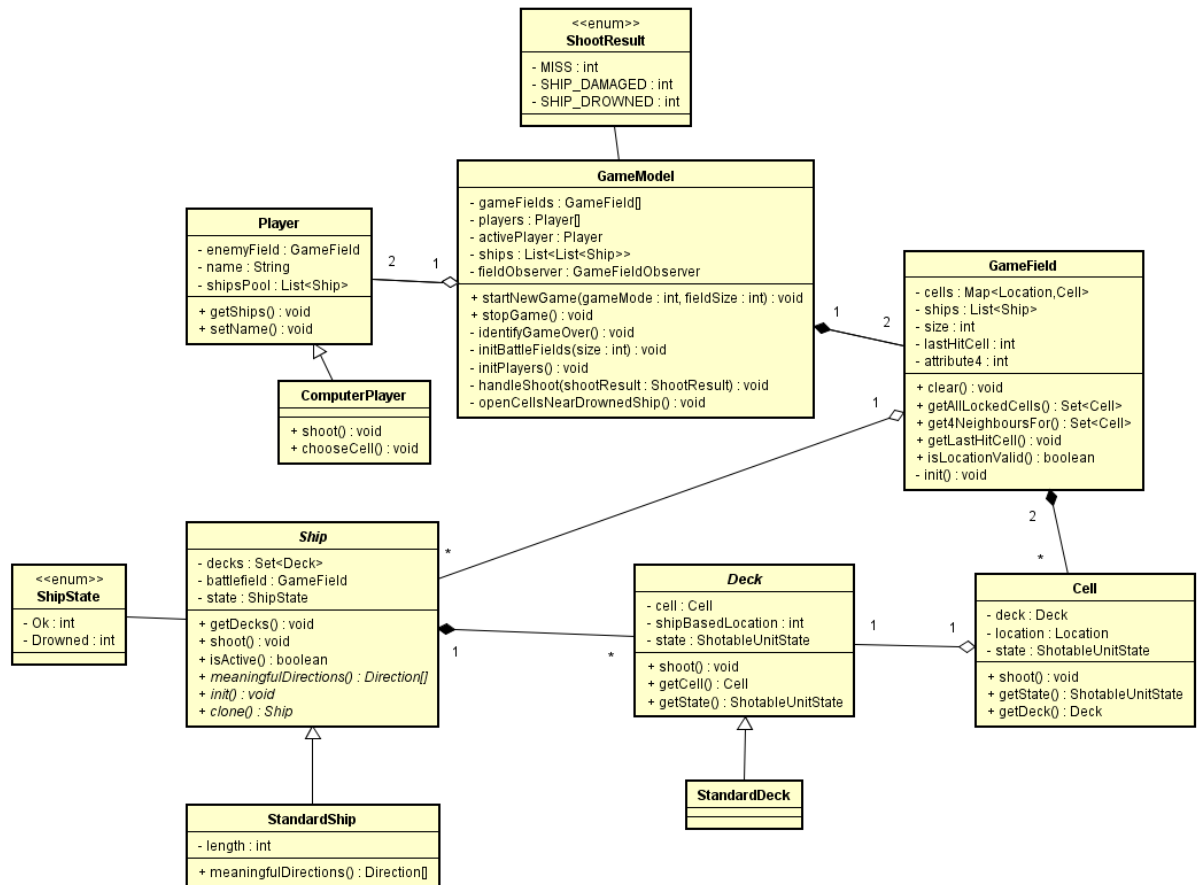 <<enum>>
ShootResult
- MISS : int
- SHIP_DAMAGED : int
- SHIP_DROWNED : int
GameModel
- gameFields : GameField[]
- players : Player[]
- activePlayer : Player
- ships : List<List<Ship>>
- fieldObserver : GameFieldObserver
+ startNewGame(gameMode : int, fieldSize : int) : void
+ stopGame() : void
- identifyGameOver() : void
- initBattleFields(size : int) : void
- initPlayers() : void
- handleShoot(shootResult : ShootResult) : void
- openCellsNearDrownedShip() : void
Player
- enemyField : GameField
- name : String
- shipsPool : List<Ship>
+ getShips() : void
+ setName() : void
2
1
ComputerPlayer
+ shoot() : void
+ chooseCell() : void
1
2
GameField
- cells : Map<Location,Cell>
- ships : List<Ship>
- size : int
- lastHitCell : int
- attribute4 : int
+ clear() : void
+ getAllLockedCells() : Set<Cell>
+ get4NeighboursFor() : Set<Cell>
+ getLastHitCell() : void
+ isLocationValid() : boolean
- init() : void
1
*
2
*
<<enum>>
ShipState
- Ok : int
- Drowned : int
Ship
- decks : Set<Deck>
- battlefield : GameField
- state : ShipState
+ getDecks() : void
+ shoot() : void
+ isActive() : boolean
+ meaningfulDirections() : Direction[]
+ init() : void
+ clone() : Ship
1
*
Deck
- cell : Cell
- shipBasedLocation : int
- state : ShotableUnitState
+ shoot() : void
+ getCell() : Cell
+ getState() : ShotableUnitState
1
1
Cell
- deck : Deck
- location : Location
- state : ShotableUnitState
+ shoot() : void
+ getState() : ShotableUnitState
+ getDeck() : Deck
StandardDeck
StandardShip
- length : int
+ meaningfulDirections() : Direction[]